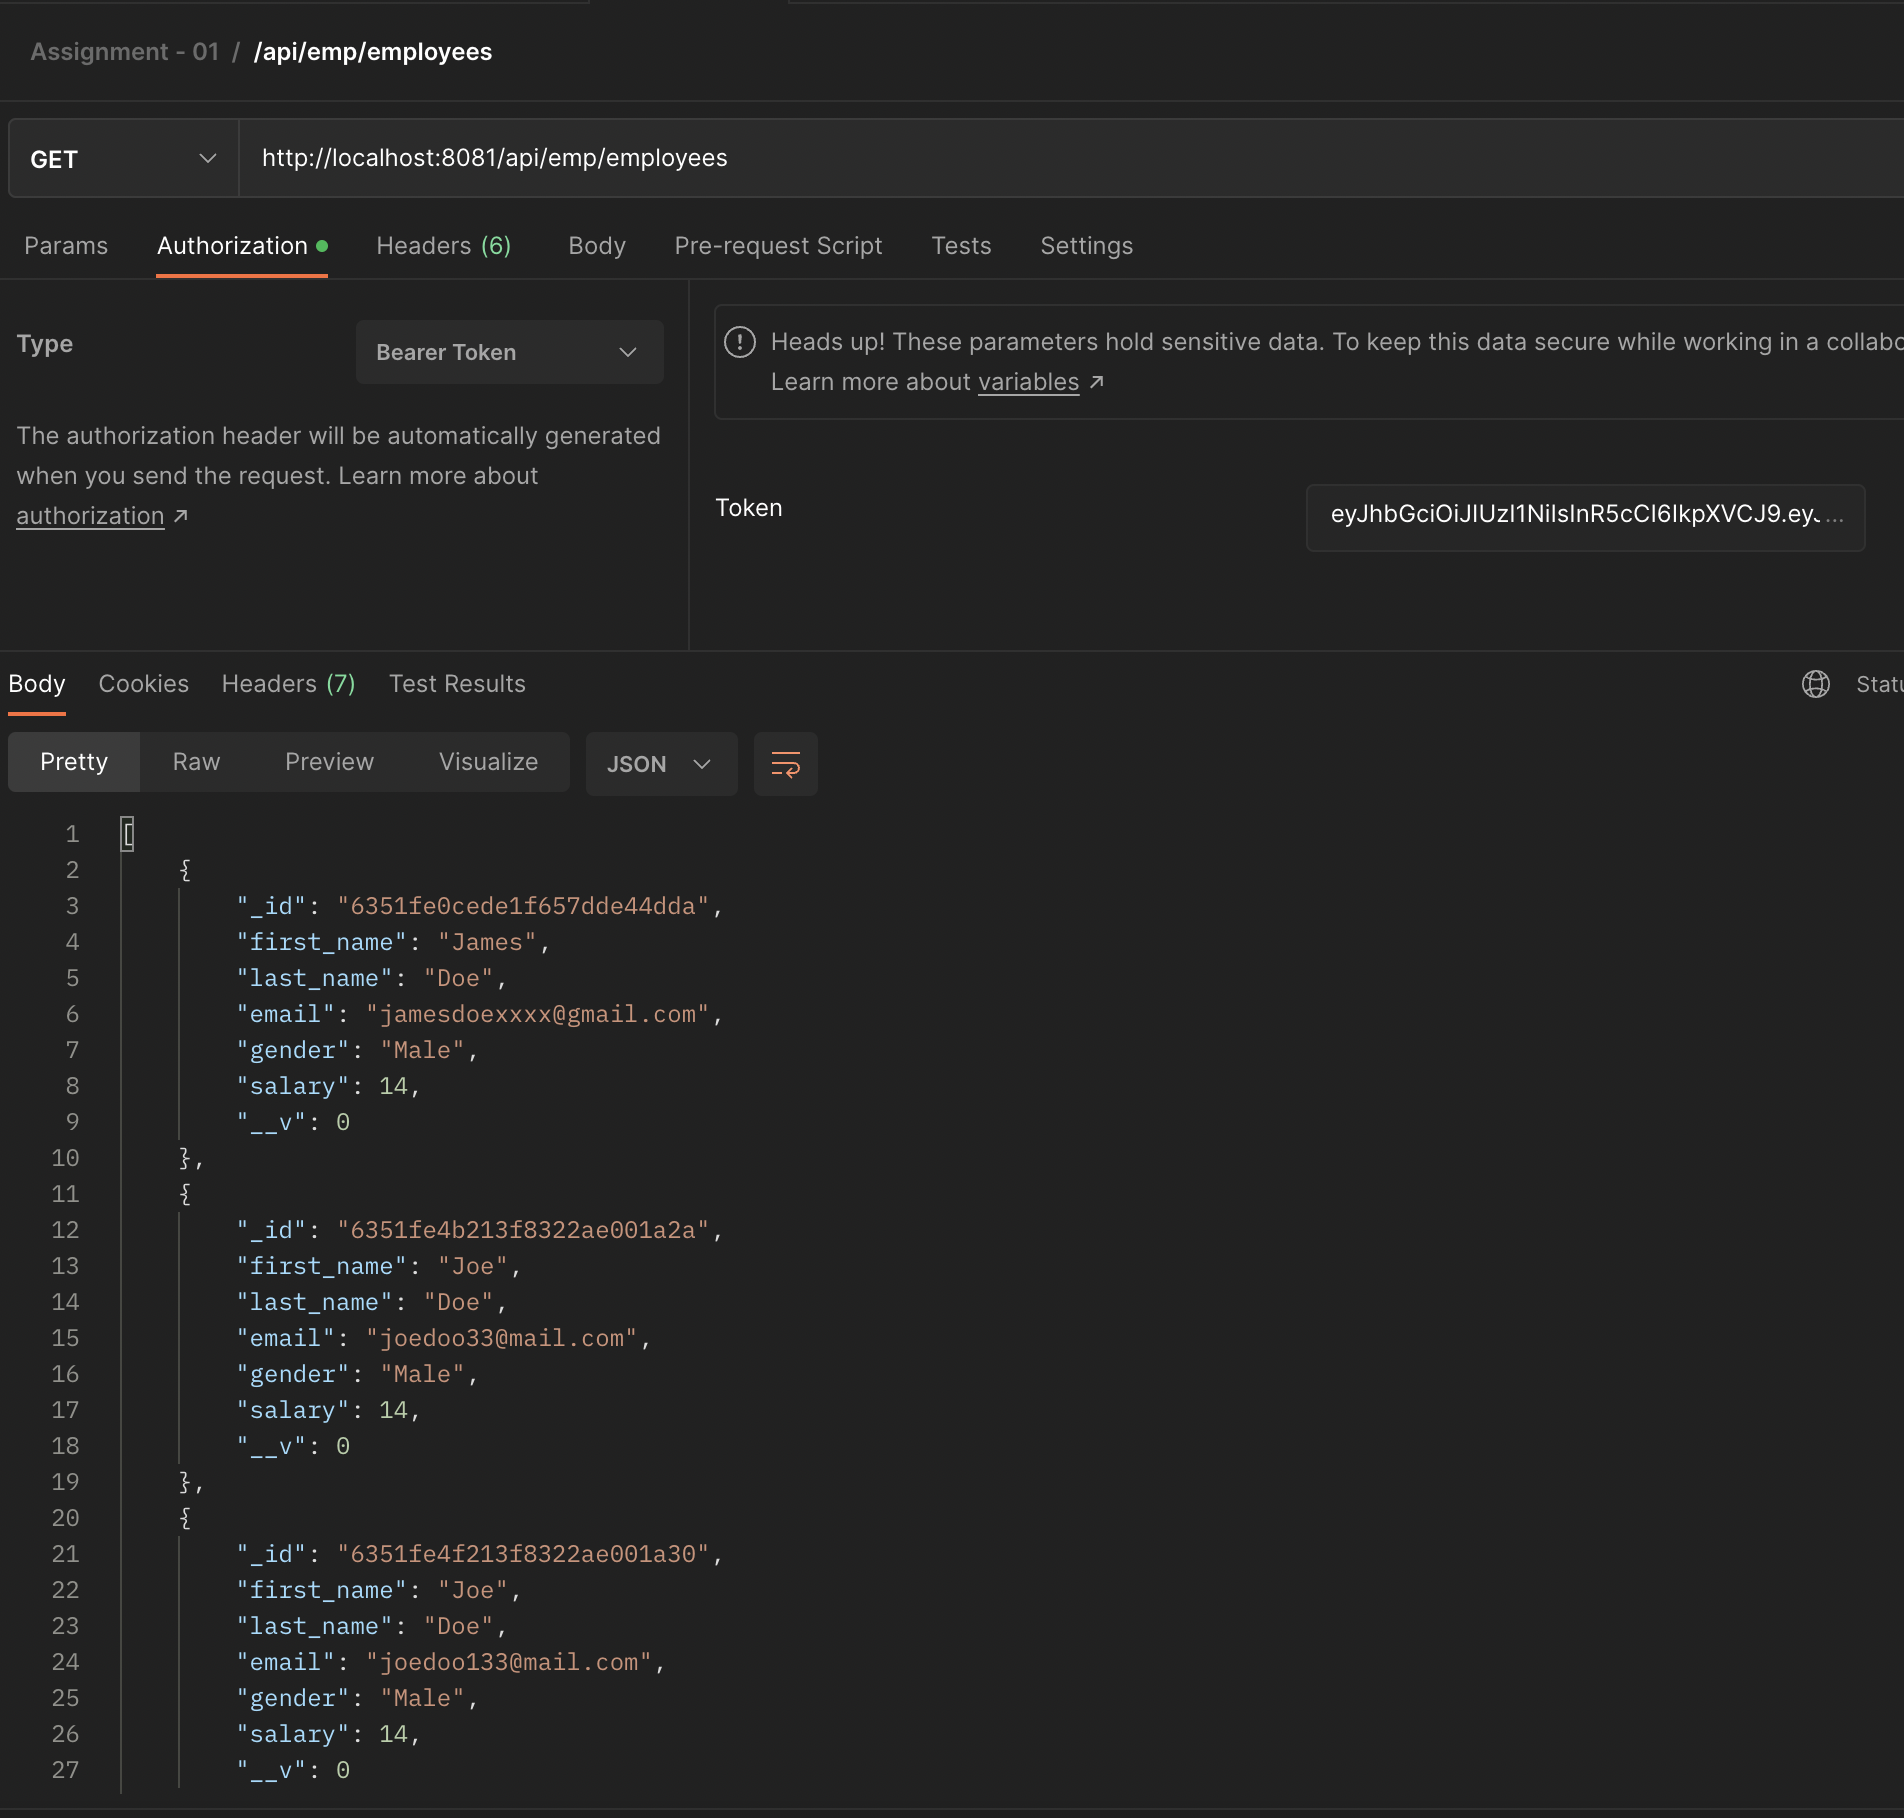 Assignment - 01 / /api/emp/employees
GET http://localhost:8081/api/emp/employees
Params Authorization Headers (6) Body Pre-request Script Tests Settings
Type Bearer Token
The authorization header will be automatically generated
when you send the request. Learn more about
authorization ↗
Heads up! These parameters hold sensitive data. To keep this data secure while working in a
Learn more about variables ↗
Token eyJhbGciOiJIUzI1NiIsInR5cCI6IkpXVCJ9.eyJ...
Body Cookies Headers (7) Test Results
Pretty Raw Preview Visualize JSON
1 [
2 {
3 "_id": "6351fe0cede1f657dde44dda",
4 "first_name": "James",
5 "last_name": "Doe",
6 "email": "jamesdoexxxx@gmail.com",
7 "gender": "Male",
8 "salary": 14,
9 "__v": 0
10 },
11 {
12 "_id": "6351fe4b213f8322ae001a2a",
13 "first_name": "Joe",
14 "last_name": "Doe",
15 "email": "joedoo33@mail.com",
16 "gender": "Male",
17 "salary": 14,
18 "__v": 0
19 },
20 {
21 "_id": "6351fe4f213f8322ae001a30",
22 "first_name": "Joe",
23 "last_name": "Doe",
24 "email": "joedoo133@mail.com",
25 "gender": "Male",
26 "salary": 14,
27 "__v": 0